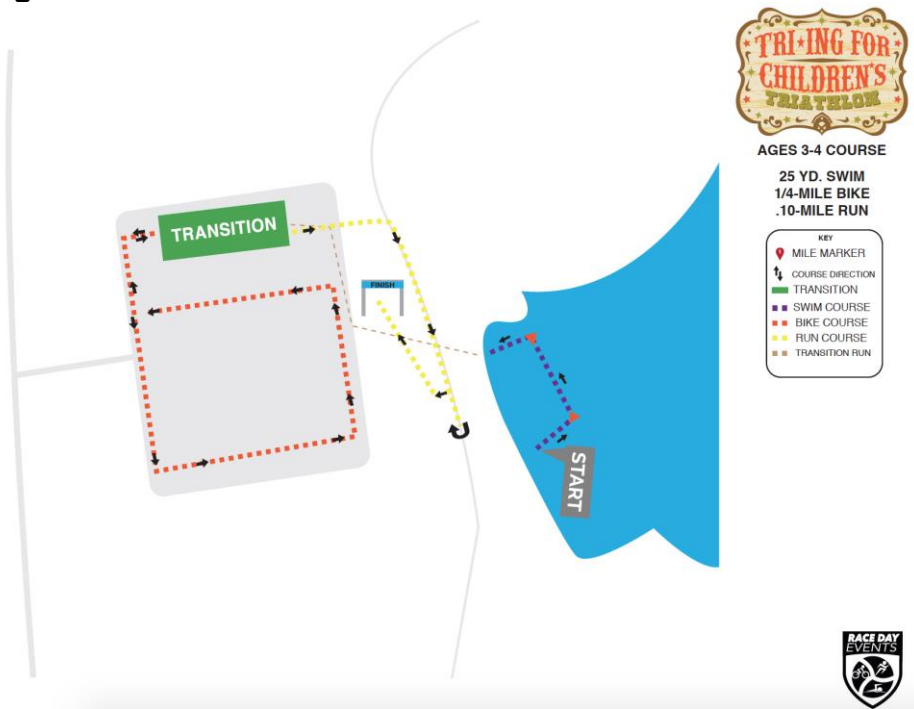 TRI★ING FOR
CHILDREN'S
TRIATHLON
AGES 3-4 COURSE
25 YD. SWIM
1/4-MILE BIKE
.10-MILE RUN
KEY
MILE MARKER
COURSE DIRECTION
TRANSITION
SWIM COURSE
BIKE COURSE
RUN COURSE
TRANSITION RUN
TRANSITION
FINISH
START
RACE DAY
EVENTS